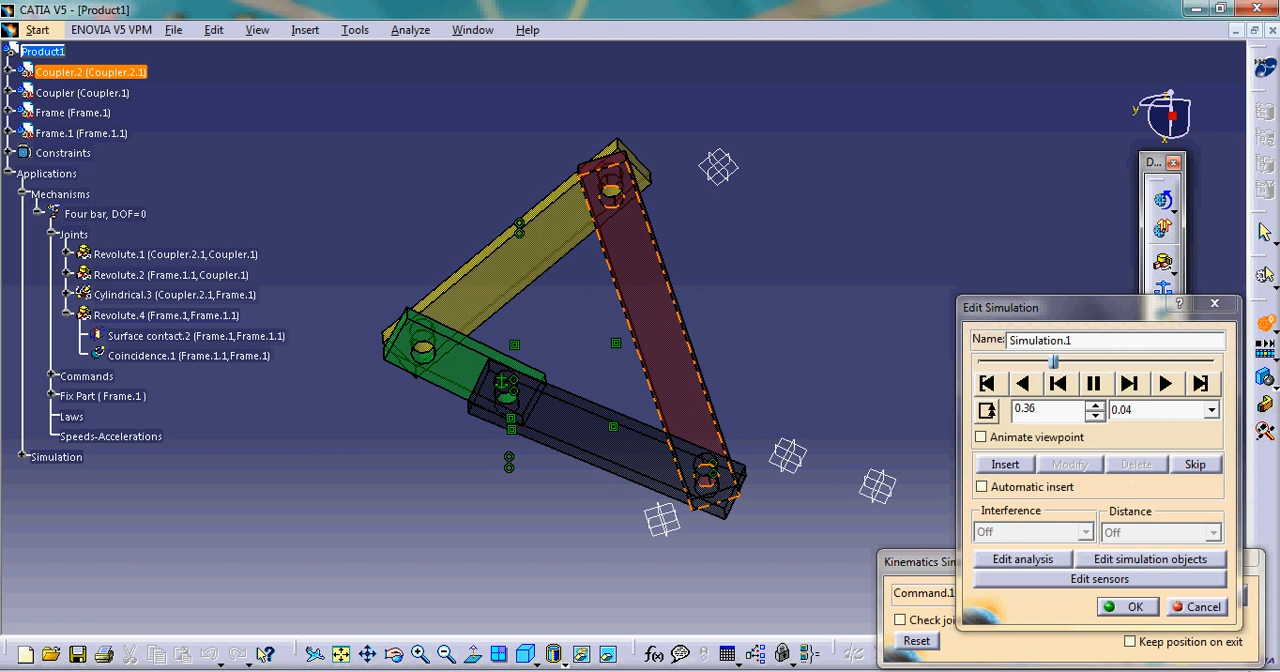 CATIA V5 - [Product1]
Start ENOVIA V5 VPM File Edit View Insert Tools Analyze Window Help
Product1
Coupler.2 (Coupler.2.1)
Coupler (Coupler.1)
Frame (Frame.1)
Frame.1 (Frame.1.1)
Constraints
Applications
Mechanisms
Four bar, DOF=0
Joints
Revolute.1 (Coupler.2.1,Coupler.1)
Revolute.2 (Frame.1.1,Coupler.1)
Cylindrical.3 (Coupler.2.1,Frame.1)
Revolute.4 (Frame.1,Frame.1.1)
Surface contact.2 (Frame.1,Frame.1.1)
Coincidence.1 (Frame.1.1,Frame.1)
Commands
Fix Part ( Frame.1 )
Laws
Speeds-Accelerations
Simulation
z
y
x
D...
Edit Simulation
Name: Simulation.1
0.36 0.04
Animate viewpoint
Insert Modify Delete Skip
Automatic insert
Interference Distance
Off Off
Edit analysis Edit simulation objects
Edit sensors
OK Cancel
Kinematics Sim
Command.1
Check joi
Reset
Keep position on exit
f(x)